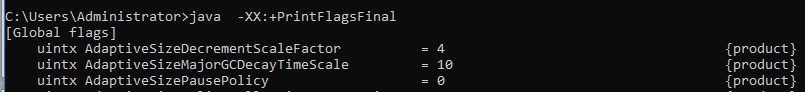 C:\Users\Administrator>java -XX:+PrintFlagsFinal
[Global flags]
uintx AdaptiveSizeDecrementScaleFactor = 4 {product}
uintx AdaptiveSizeMajorGCDecayTimeScale = 10 {product}
uintx AdaptiveSizePausePolicy = 0 {product}